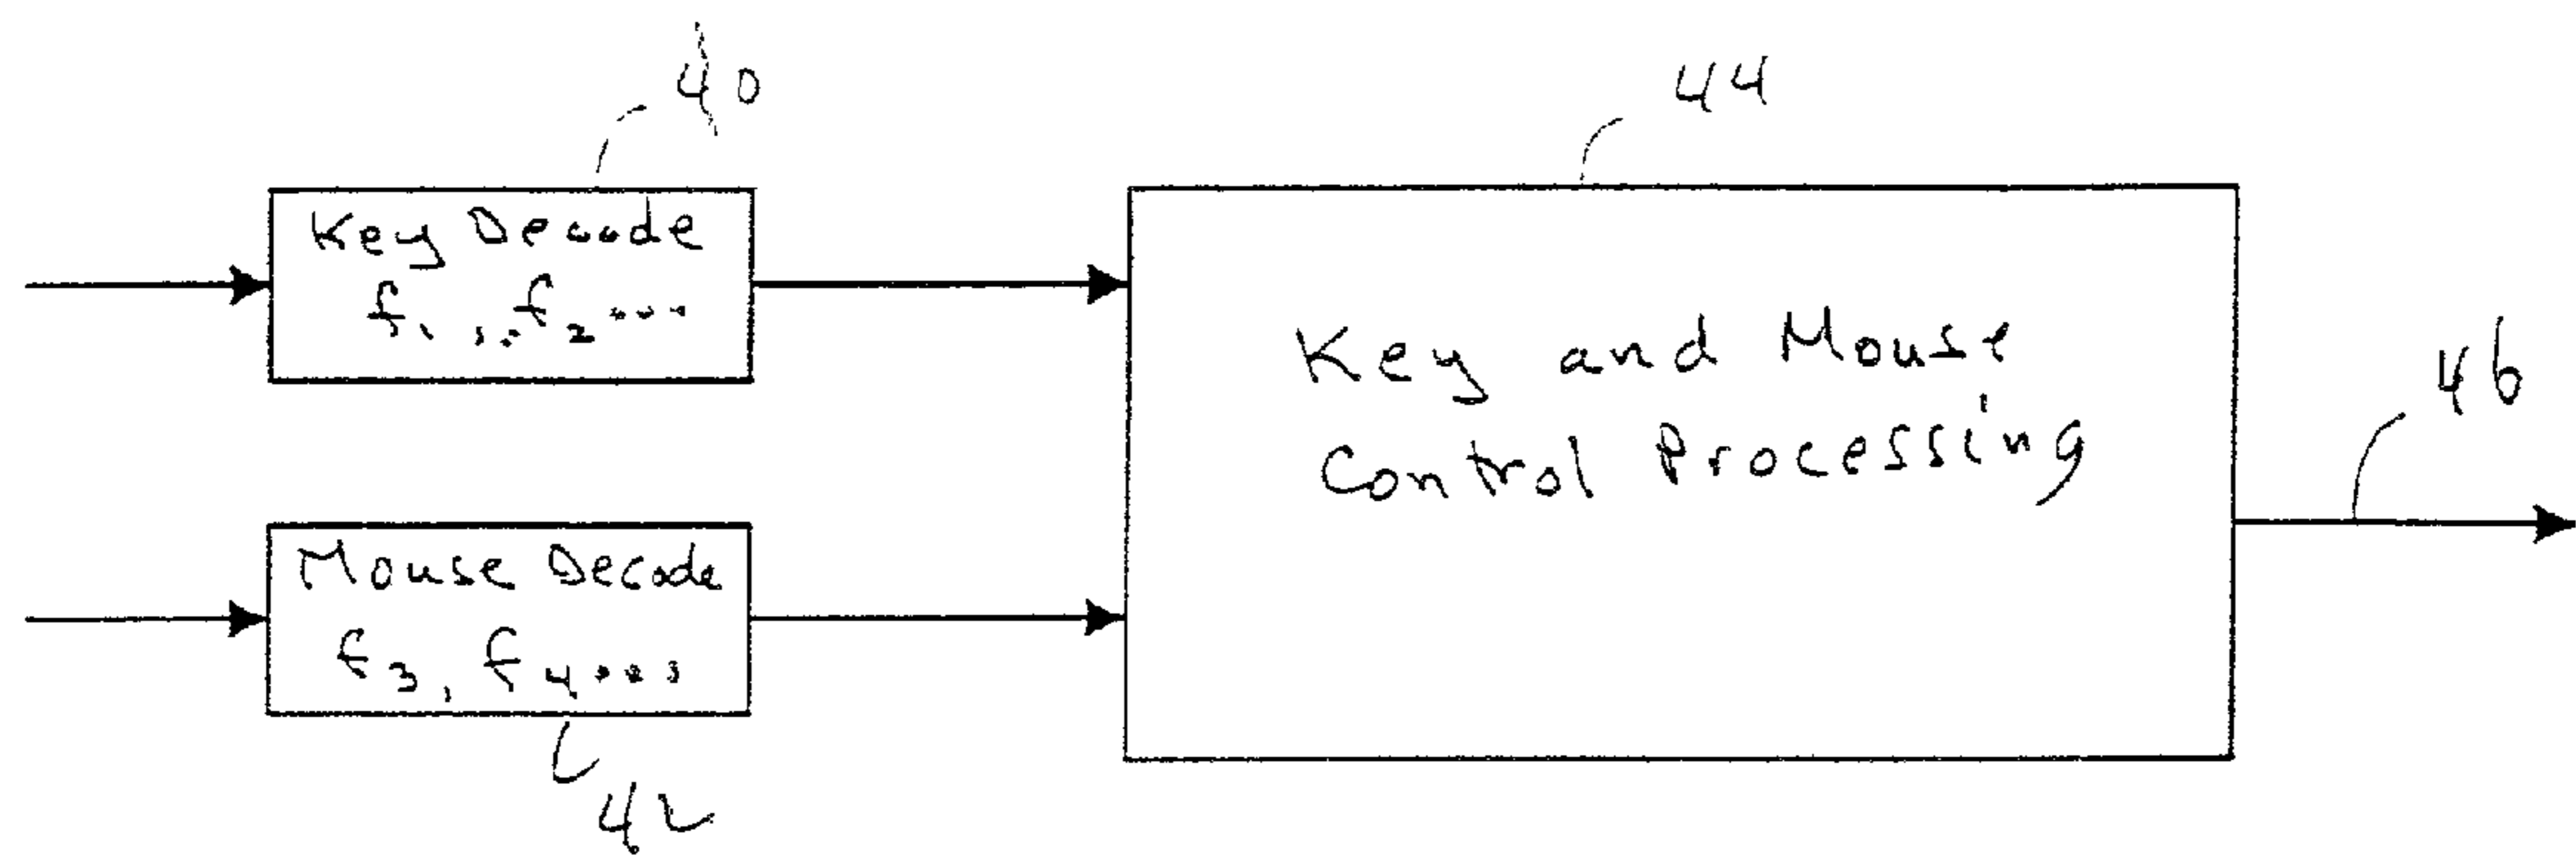 40
44
Key Decode
f1, f2...
Key and Mouse
Control Processing
46
Mouse Decode
f3, f4...
42